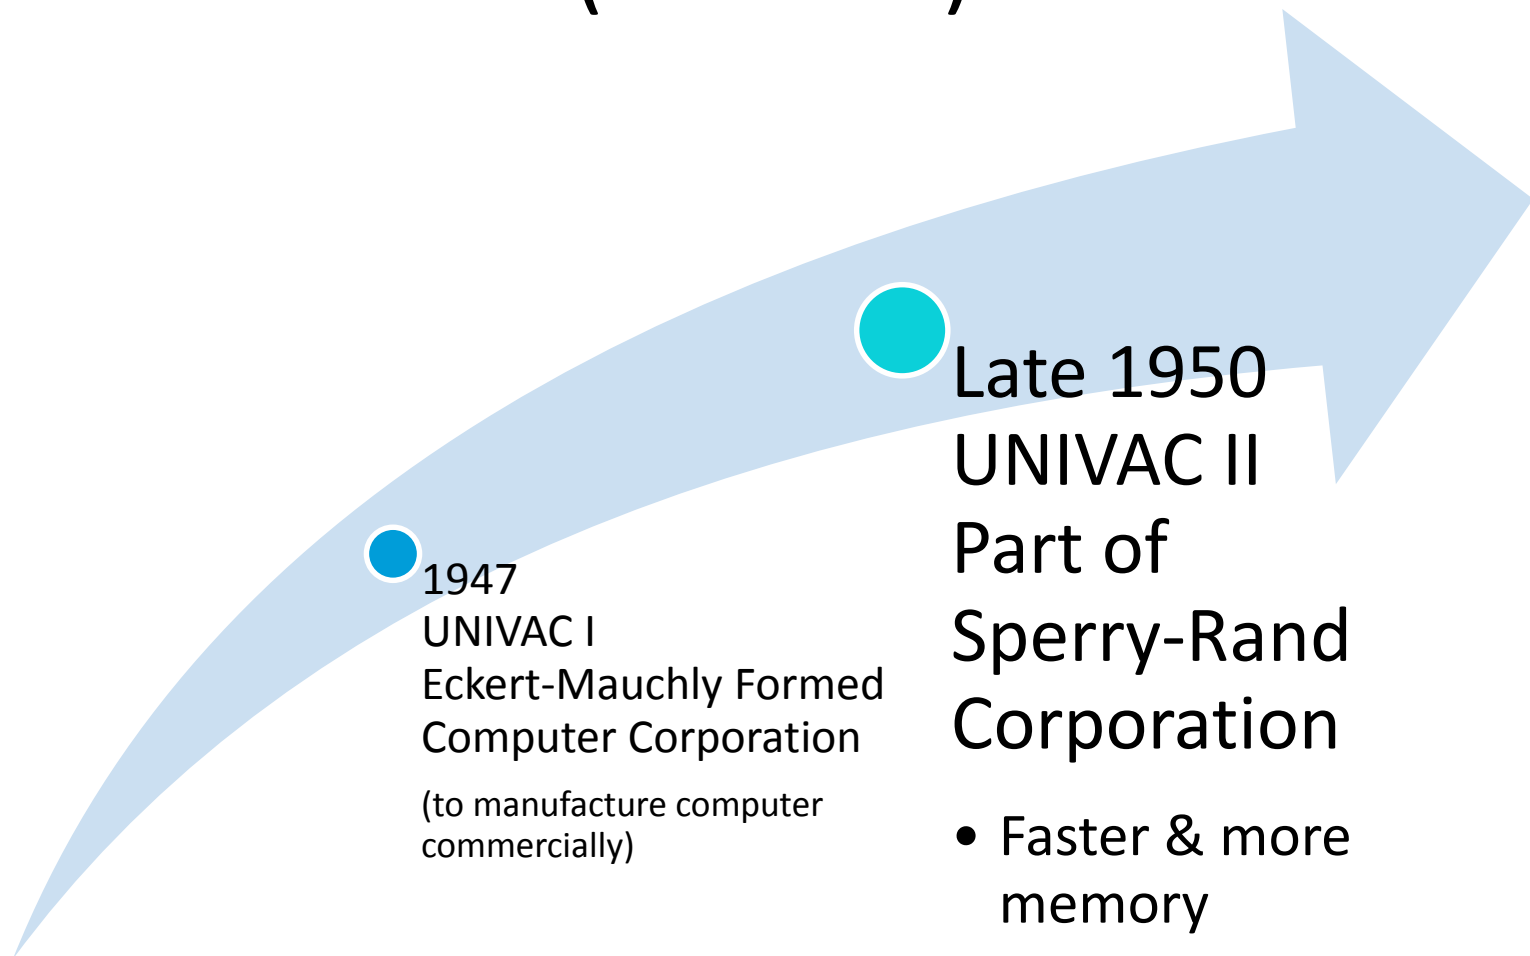 1947
UNIVAC I
Eckert-Mauchly Formed
Computer Corporation
(to manufacture computer
commercially)
Late 1950
UNIVAC II
Part of
Sperry-Rand
Corporation
• Faster & more
memory